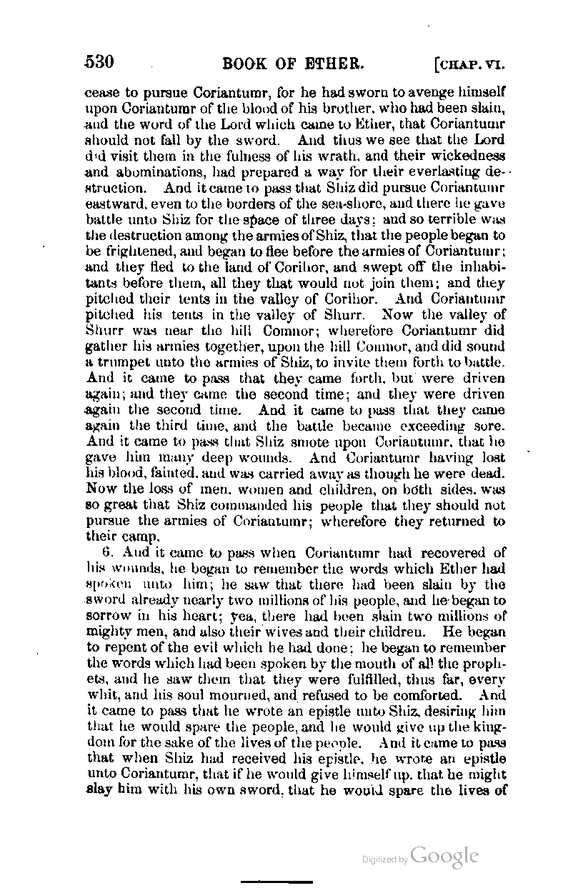 530 BOOK OF ETHER. [CHAP. VI.
cease to pursue Coriantumr, for he had sworn to avenge himself
upon Coriantumr of the blood of his brother, who had been slain,
and the word of the Lord which came to Ether, that Coriantumr
should not fall by the sword. And thus we see that the Lord
did visit them in the fulness of his wrath, and their wickedness
and abominations, had prepared a way for their everlasting de-
struction. And it came to pass that Shiz did pursue Coriantumr
eastward, even to the borders of the sea-shore, and there he gave
battle unto Shiz for the space of three days; and so terrible was
the destruction among the armies of Shiz, that the people began to
be frightened, and began to flee before the armies of Coriantumr;
and they fled to the land of Corihor, and swept off the inhabi-
tants before them, all they that would not join them; and they
pitched their tents in the valley of Corihor. And Coriantumr
pitched his tents in the valley of Shurr. Now the valley of
Shurr was near the hill Comnor; wherefore Coriantumr did
gather his armies together, upon the hill Comnor, and did sound
a trumpet unto the armies of Shiz, to invite them forth to battle.
And it came to pass that they came forth, but were driven
again; and they came the second time; and they were driven
again the second time. And it came to pass that they came
again the third time, and the battle became exceeding sore.
And it came to pass that Shiz smote upon Coriantumr, that he
gave him many deep wounds. And Coriantumr having lost
his blood, fainted, and was carried away as though he were dead.
Now the loss of men, women and children, on both sides, was
so great that Shiz commanded his people that they should not
pursue the armies of Coriantumr; wherefore they returned to
their camp.
6. And it came to pass when Coriantumr had recovered of
his wounds, he began to remember the words which Ether had
spoken unto him; he saw that there had been slain by the
sword already nearly two millions of his people, and he began to
sorrow in his heart; yea, there had been slain two millions of
mighty men, and also their wives and their children. He began
to repent of the evil which he had done; he began to remember
the words which had been spoken by the mouth of all the proph-
ets, and he saw them that they were fulfilled, thus far, every
whit, and his soul mourned, and refused to be comforted. And
it came to pass that he wrote an epistle unto Shiz, desiring him
that he would spare the people, and he would give up the king-
dom for the sake of the lives of the people. And it came to pass
that when Shiz had received his epistle, he wrote an epistle
unto Coriantumr, that if he would give himself up, that he might
slay him with his own sword, that he would spare the lives of
Digitized by Google